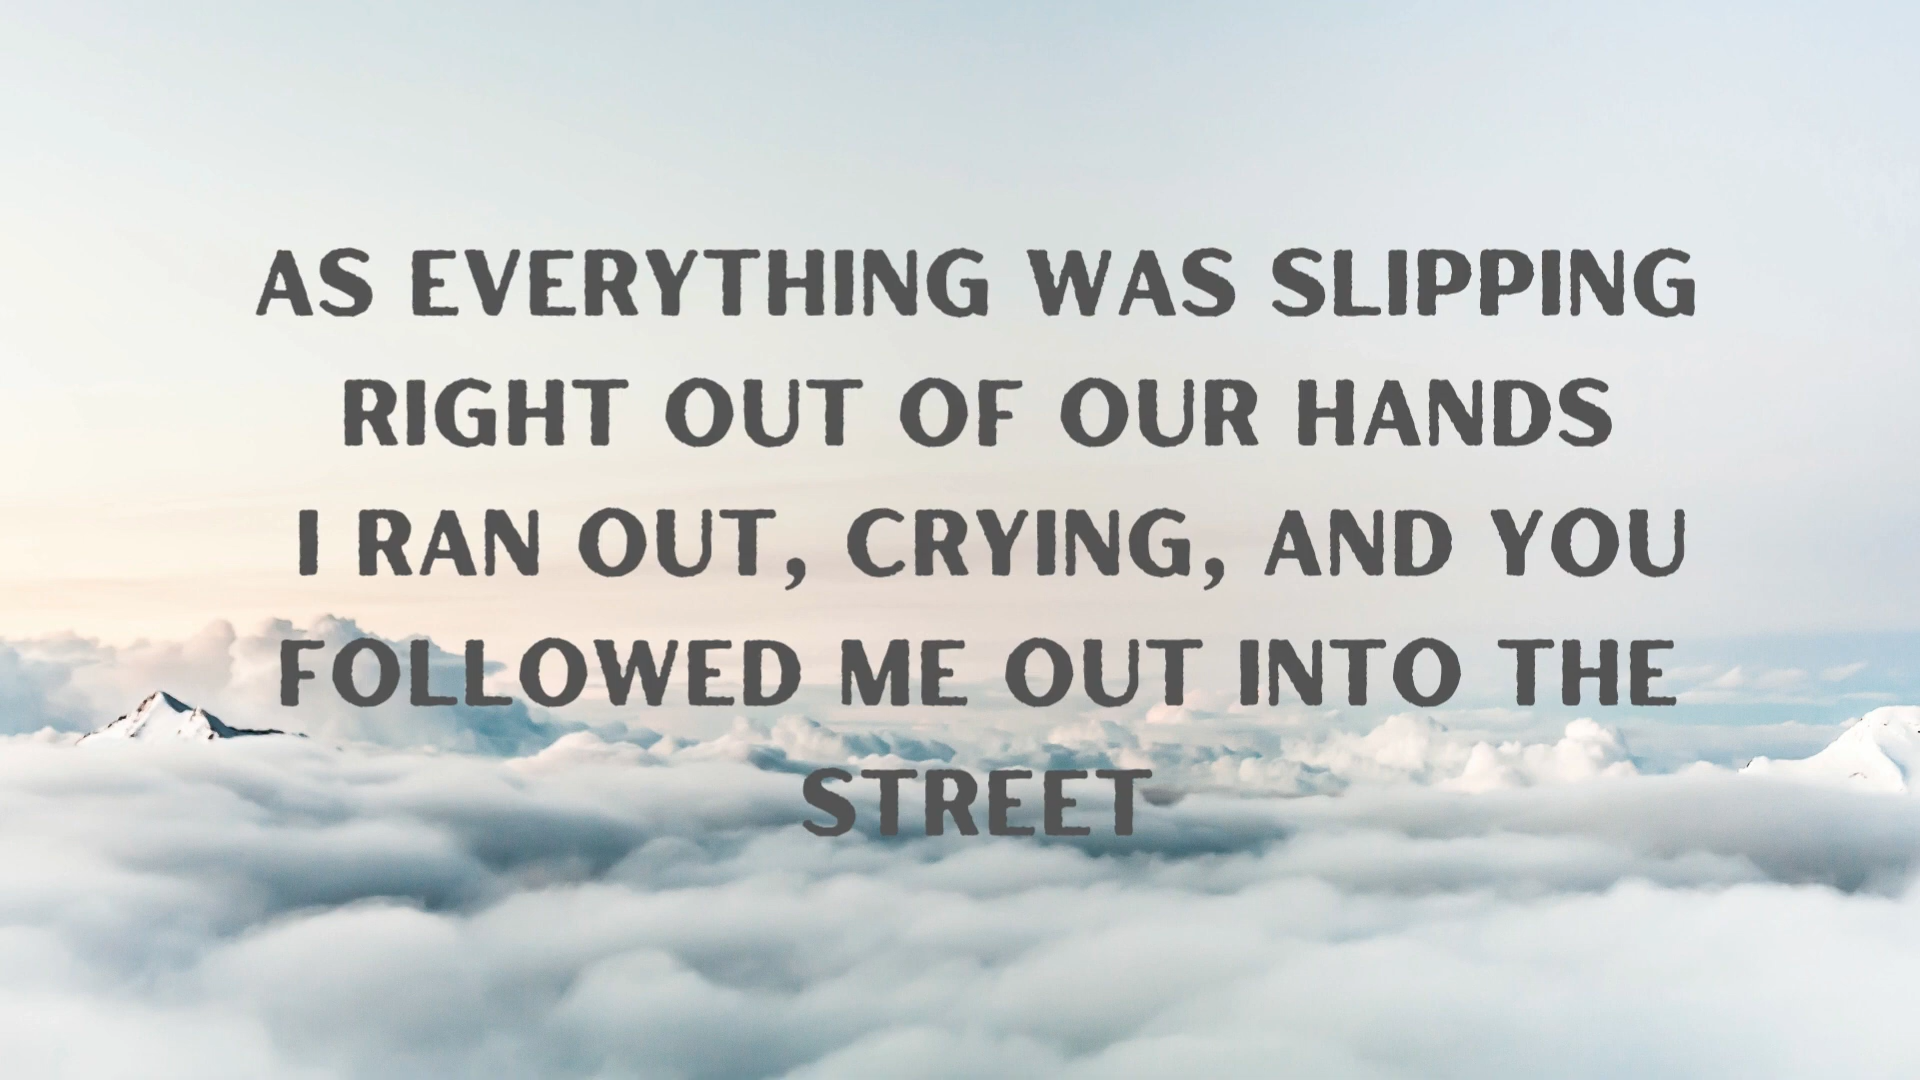 AS EVERYTHING WAS SLIPPING
RIGHT OUT OF OUR HANDS
I RAN OUT, CRYING, AND YOU
FOLLOWED ME OUT INTO THE
STREET